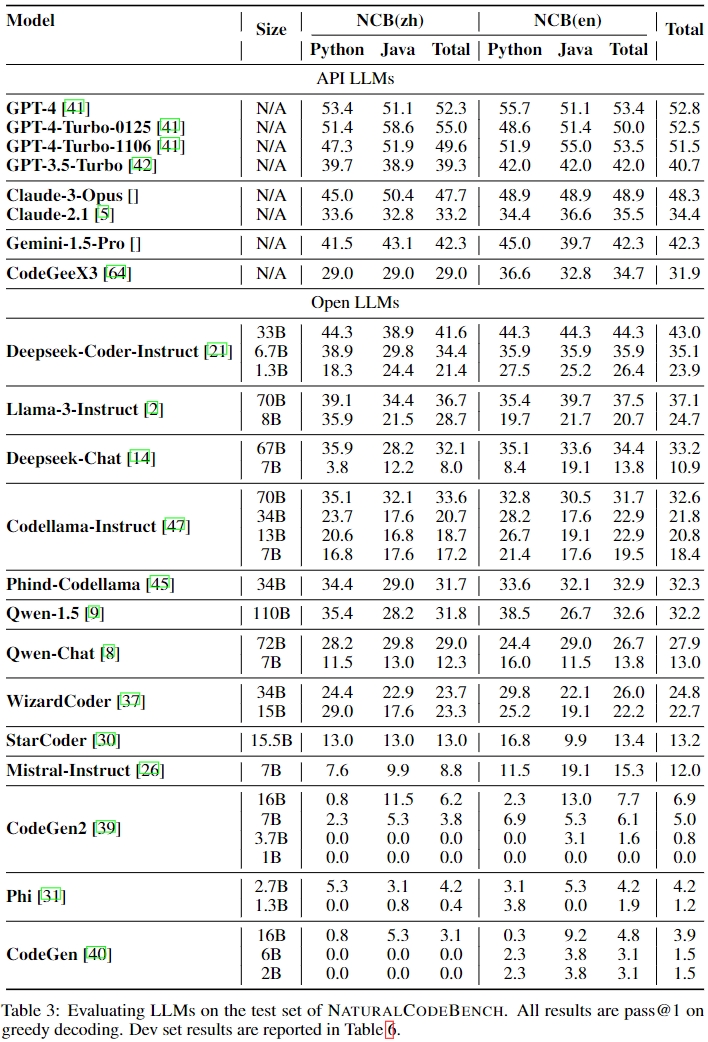 Model Size NCB(zh) NCB(en) Total
Python Java Total Python Java Total
API LLMs
GPT-4 [41] N/A 53.4 51.1 52.3 55.7 51.1 53.4 52.8
GPT-4-Turbo-0125 [41] N/A 51.4 58.6 55.0 48.6 51.4 50.0 52.5
GPT-4-Turbo-1106 [41] N/A 47.3 51.9 49.6 51.9 55.0 53.5 51.5
GPT-3.5-Turbo [42] N/A 39.7 38.9 39.3 42.0 42.0 42.0 40.7
Claude-3-Opus [] N/A 45.0 50.4 47.7 48.9 48.9 48.9 48.3
Claude-2.1 [5] N/A 33.6 32.8 33.2 34.4 36.6 35.5 34.4
Gemini-1.5-Pro [] N/A 41.5 43.1 42.3 45.0 39.7 42.3 42.3
CodeGeeX3 [64] N/A 29.0 29.0 29.0 36.6 32.8 34.7 31.9
Open LLMs
Deepseek-Coder-Instruct [21] 33B 44.3 38.9 41.6 44.3 44.3 44.3 43.0
6.7B 38.9 29.8 34.4 35.9 35.9 35.9 35.1
1.3B 18.3 24.4 21.4 27.5 25.2 26.4 23.9
Llama-3-Instruct [2] 70B 39.1 34.4 36.7 35.4 39.7 37.5 37.1
8B 35.9 21.5 28.7 19.7 21.7 20.7 24.7
Deepseek-Chat [14] 67B 35.9 28.2 32.1 35.1 33.6 34.4 33.2
7B 3.8 12.2 8.0 8.4 19.1 13.8 10.9
Codellama-Instruct [47] 70B 35.1 32.1 33.6 32.8 30.5 31.7 32.6
34B 23.7 17.6 20.7 28.2 17.6 22.9 21.8
13B 20.6 16.8 18.7 26.7 19.1 22.9 20.8
7B 16.8 17.6 17.2 21.4 17.6 19.5 18.4
Phind-Codellama [45] 34B 34.4 29.0 31.7 33.6 32.1 32.9 32.3
Qwen-1.5 [9] 110B 35.4 28.2 31.8 38.5 26.7 32.6 32.2
Qwen-Chat [8] 72B 28.2 29.8 29.0 24.4 29.0 26.7 27.9
7B 11.5 13.0 12.3 16.0 11.5 13.8 13.0
WizardCoder [37] 34B 24.4 22.9 23.7 29.8 22.1 26.0 24.8
15B 29.0 17.6 23.3 25.2 19.1 22.2 22.7
StarCoder [30] 15.5B 13.0 13.0 13.0 16.8 9.9 13.4 13.2
Mistral-Instruct [26] 7B 7.6 9.9 8.8 11.5 19.1 15.3 12.0
CodeGen2 [39] 16B 0.8 11.5 6.2 2.3 13.0 7.7 6.9
7B 2.3 5.3 3.8 6.9 5.3 6.1 5.0
3.7B 0.0 0.0 0.0 0.0 3.1 1.6 0.8
1B 0.0 0.0 0.0 0.0 0.0 0.0 0.0
Phi [31] 2.7B 5.3 3.1 4.2 3.1 5.3 4.2 4.2
1.3B 0.0 0.8 0.4 3.8 0.0 1.9 1.2
CodeGen [40] 16B 0.8 5.3 3.1 0.3 9.2 4.8 3.9
6B 0.0 0.0 0.0 2.3 3.8 3.1 1.5
2B 0.0 0.0 0.0 2.3 3.8 3.1 1.5
Table 3: Evaluating LLMs on the test set of NATURALCODEBENCH. All results are pass@1 on
greedy decoding. Dev set results are reported in Table 6.